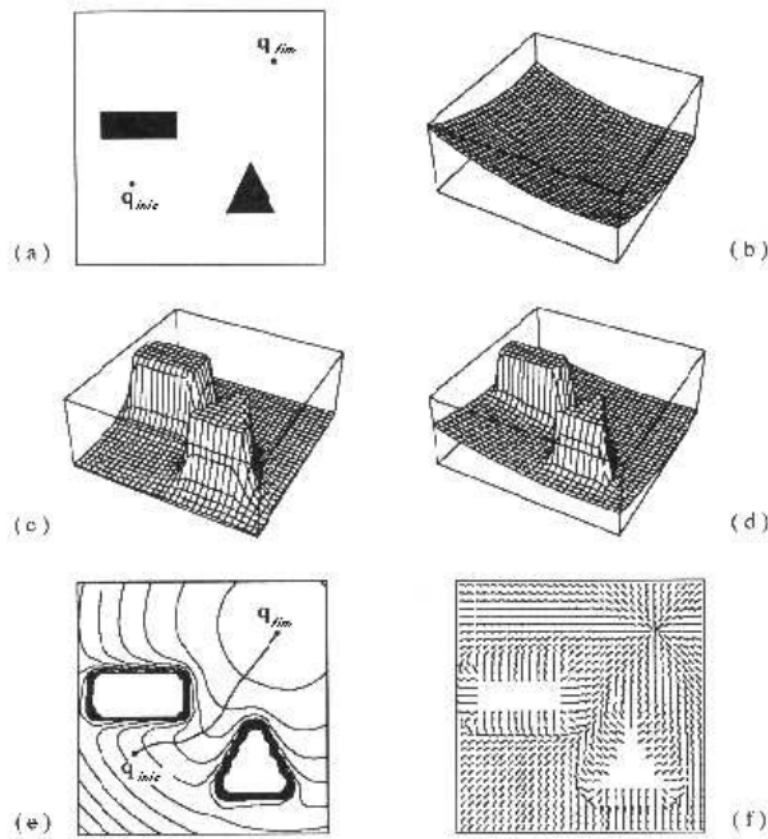 q fim
q inic
( a )
( b )
( c )
( d )
q fim
q inic
( e )
( f )